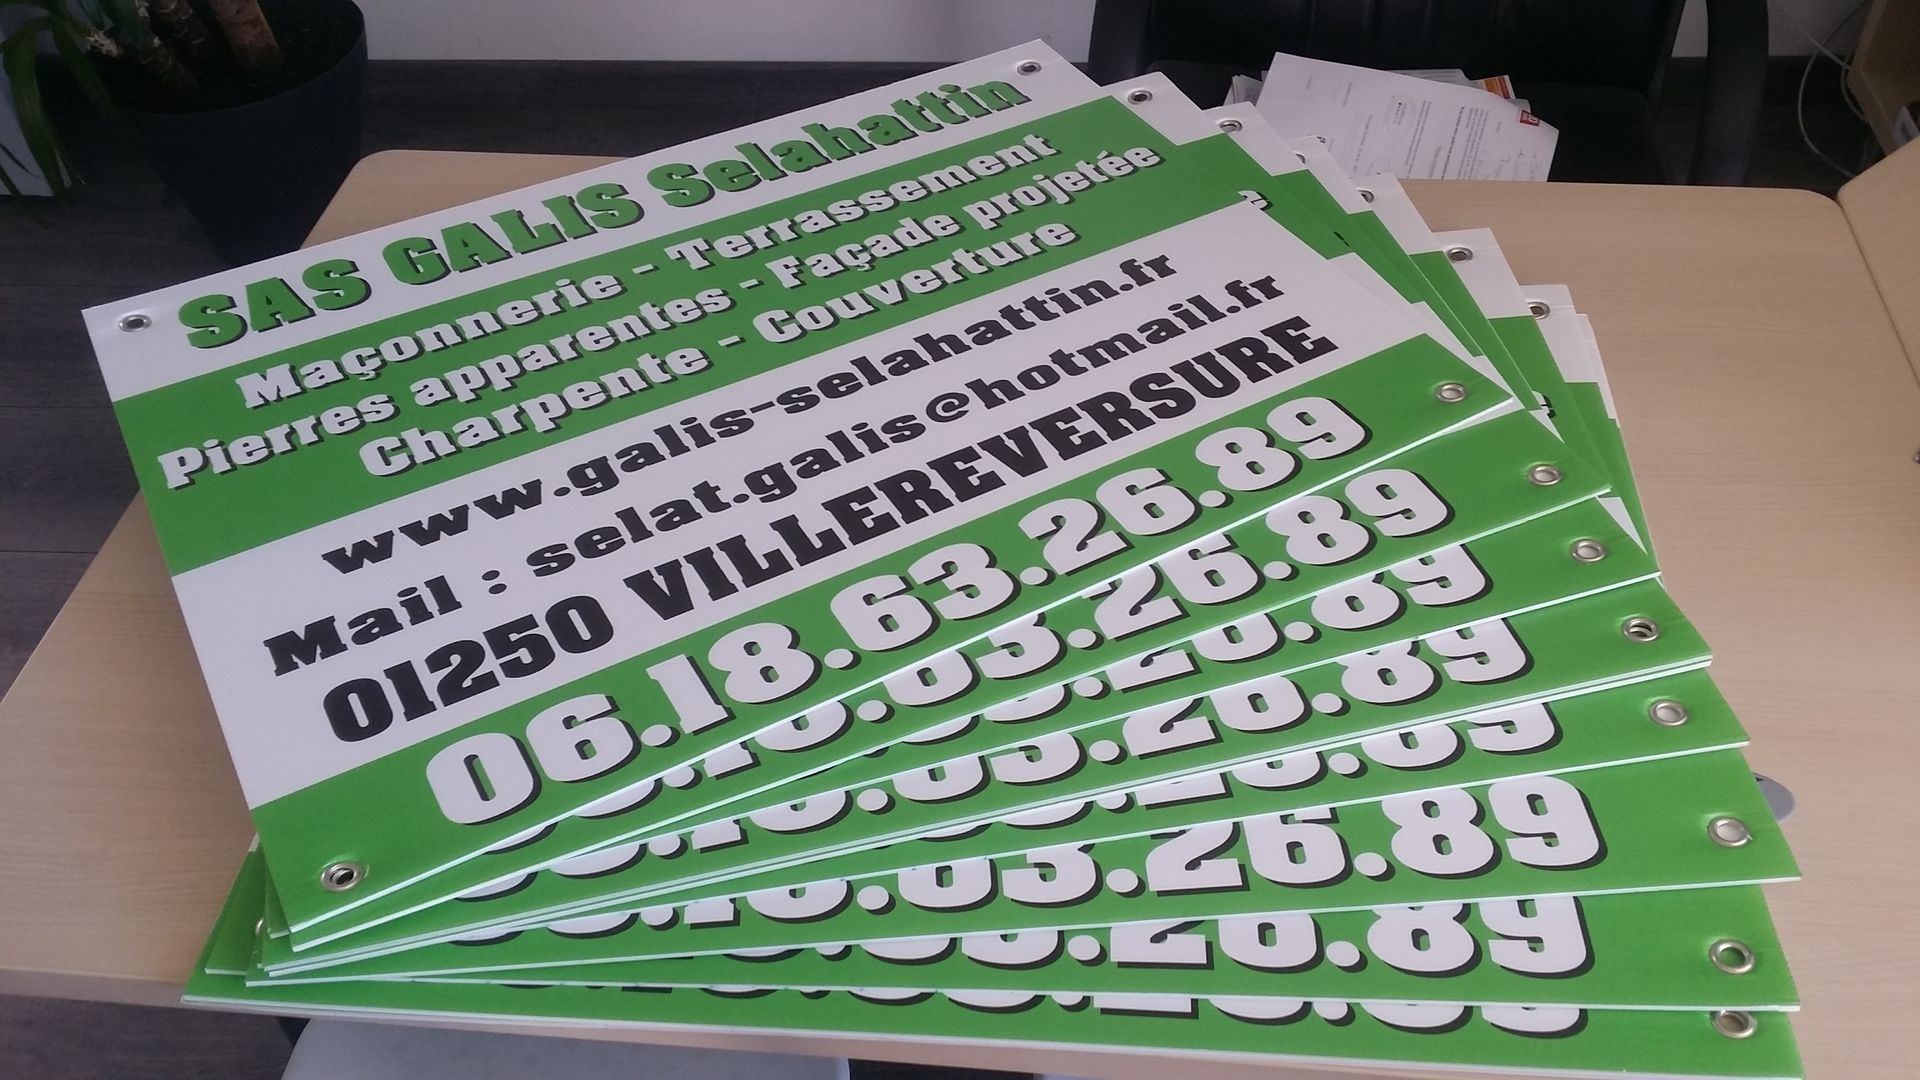 SAS GALIS Selahattin
Maçonnerie - Terrassement
Pierres apparentes - Façade projetée
Charpente - Couverture
www.galis-selahattin.fr
Mail : selat.galis@hotmail.fr
01250 VILLEREVERSURE
06.18.63.26.89